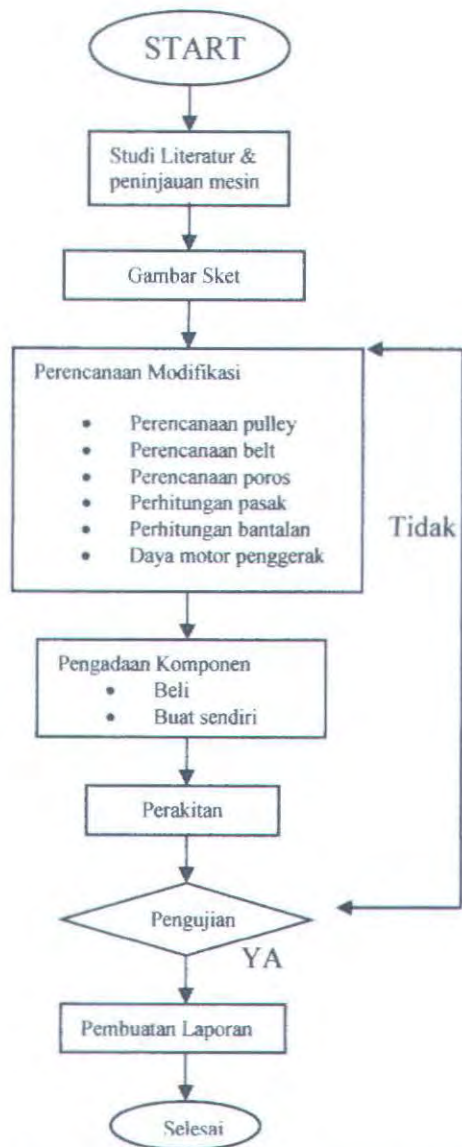 START
Studi Literatur &
peninjauan mesin
Gambar Sket
Perencanaan Modifikasi
• Perencanaan pulley
• Perencanaan belt
• Perencanaan poros
• Perhitungan pasak
• Perhitungan bantalan
• Daya motor penggerak
Tidak
Pengadaan Komponen
• Beli
• Buat sendiri
Perakitan
Pengujian
YA
Pembuatan Laporan
Selesai